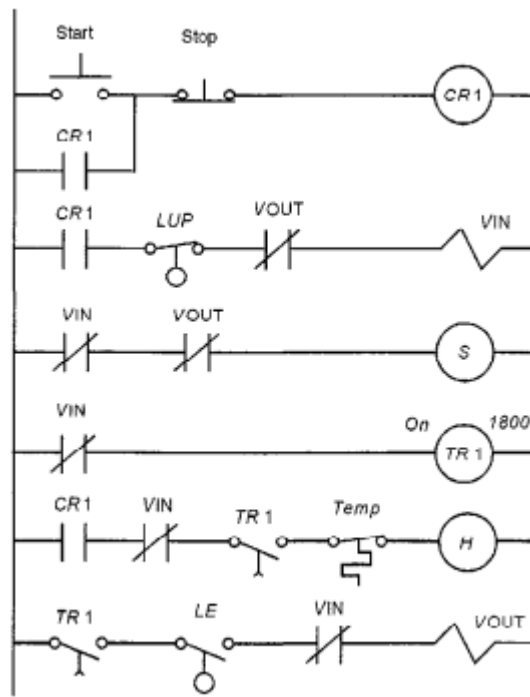 Start Stop
CR1
CR1
CR1 LUP VOUT VIN
VIN VOUT S
VIN On 1800
TR1
CR1 VIN TR1 Temp H
TR1 LE VIN VOUT